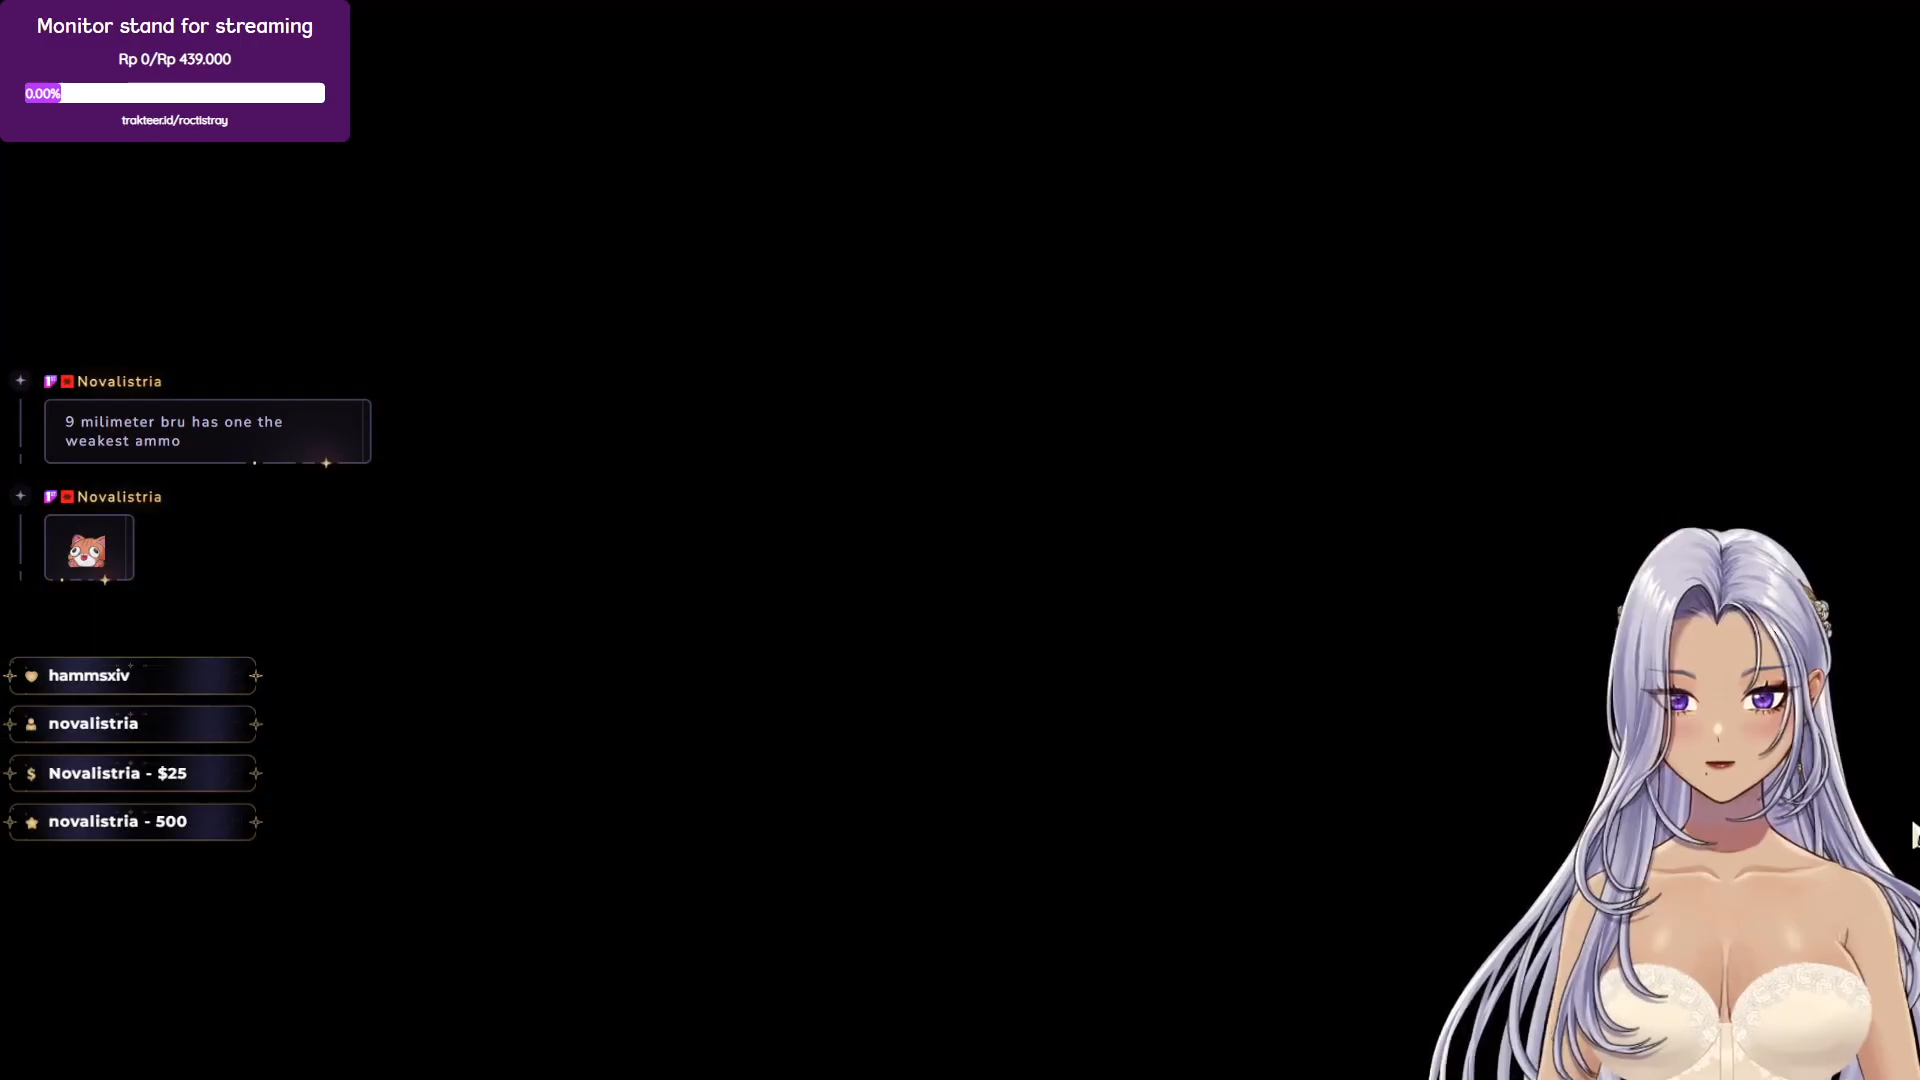 Monitor stand for streaming
Rp 0/Rp 439.000
0.00%
trakteer.id/roctistray
Novalistria
9 milimeter bru has one the
weakest ammo
Novalistria
hammsxiv
novalistria
Novalistria - $25
novalistria - 500